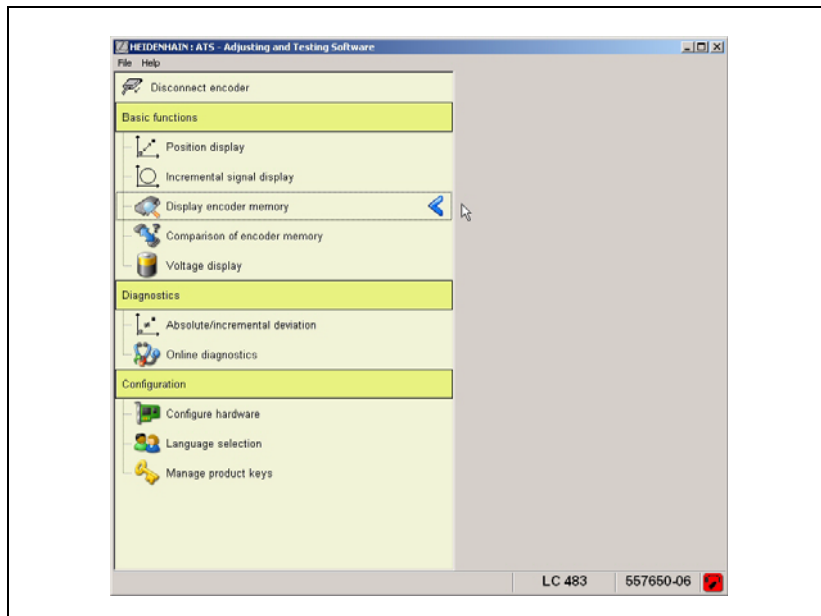 HEIDENHAIN : ATS - Adjusting and Testing Software
File Help
Disconnect encoder
Basic functions
Position display
Incremental signal display
Display encoder memory
Comparison of encoder memory
Voltage display
Diagnostics
Absolute/incremental deviation
Online diagnostics
Configuration
Configure hardware
Language selection
Manage product keys
LC 483 557650-06